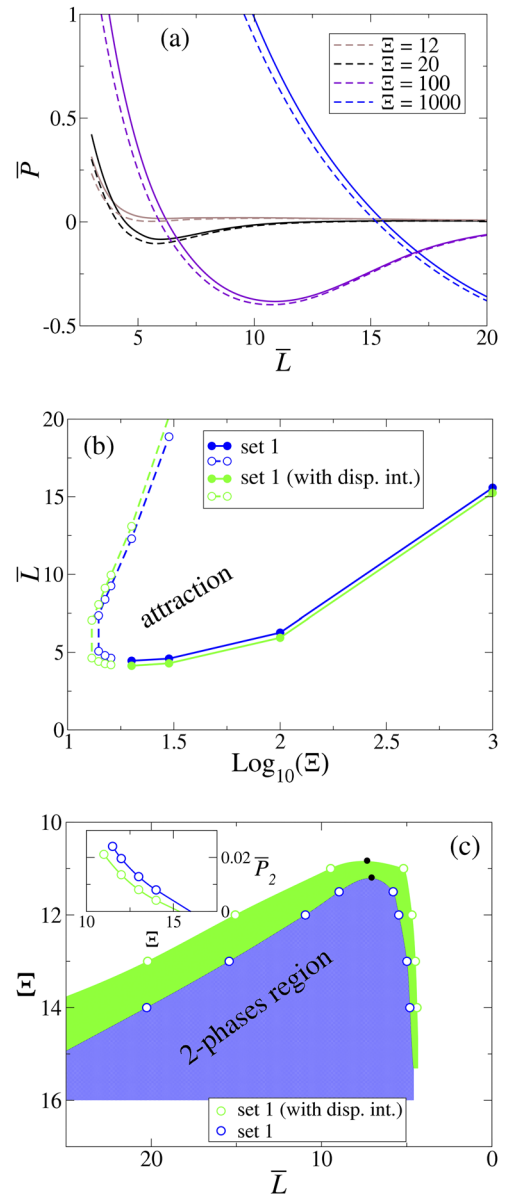 (a)
Ξ = 12
Ξ = 20
Ξ = 100
Ξ = 1000
1
0.5
0
-0.5
P̅
5
10
15
20
L̅
(b)
set 1
set 1 (with disp. int.)
attraction
20
15
10
5
0
L̅
1
1.5
2
2.5
3
Log₁₀(Ξ)
(c)
0.02
0
P̅₂
10
15
Ξ
10
12
14
16
Ξ
2-phases region
set 1 (with disp. int.)
set 1
20
10
0
L̅